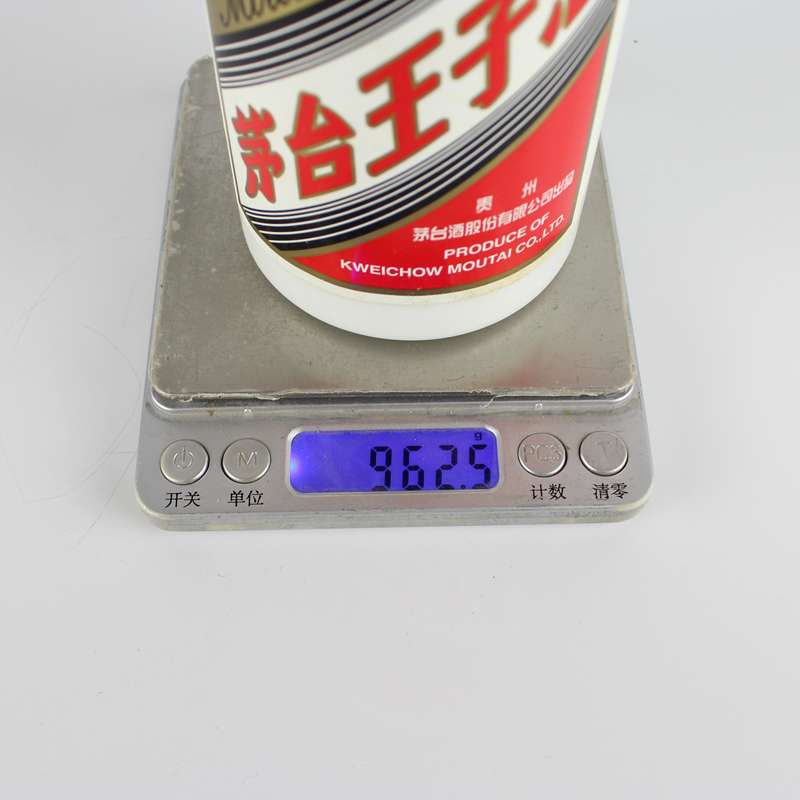 茅台王子酒
贵 州
茅台酒股份有限公司出品
PRODUCE OF
KWEICHOW MOUTAI CO.,LTD.
g
962.5
M
PCS
T
开关
单位
计数
清零